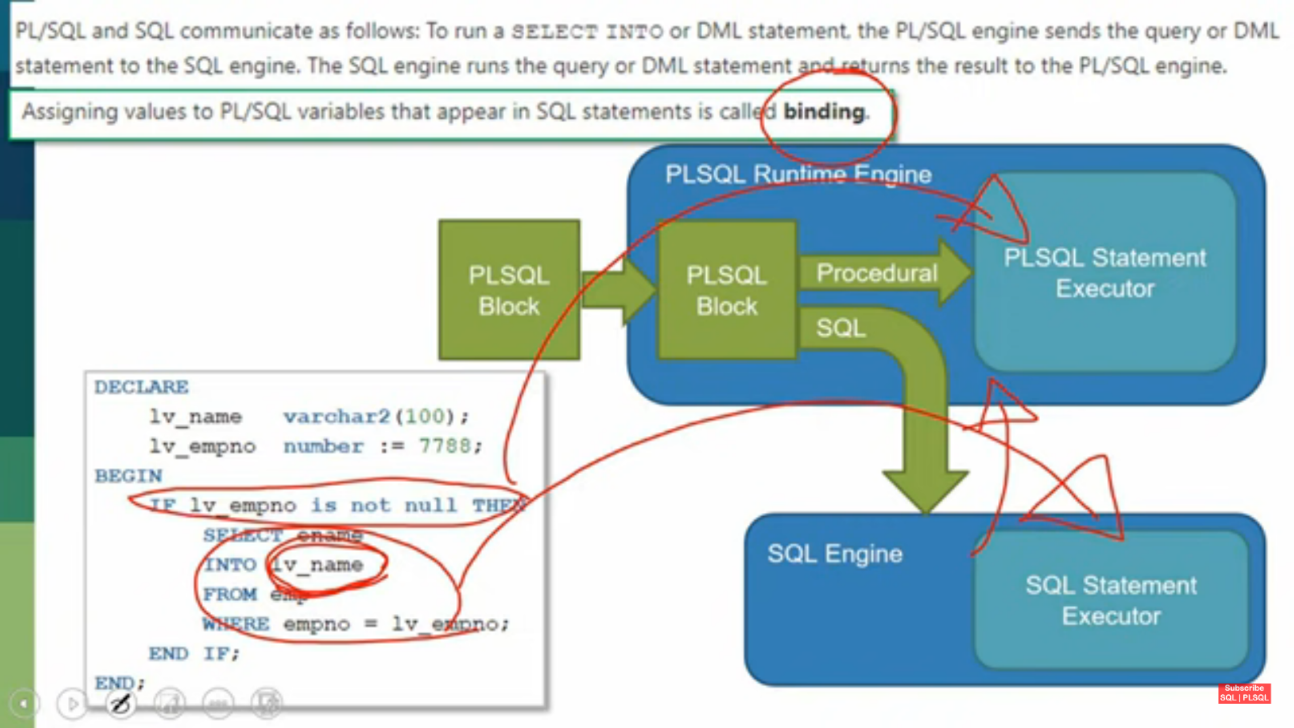 PL/SQL and SQL communicate as follows: To run a SELECT INTO or DML statement, the PL/SQL engine sends the query or DML
statement to the SQL engine. The SQL engine runs the query or DML statement and returns the result to the PL/SQL engine.
Assigning values to PL/SQL variables that appear in SQL statements is called binding.
PLSQL Runtime Engine
PLSQL
Block
PLSQL
Block
Procedural
SQL
PLSQL Statement
Executor
DECLARE
lv_name varchar2(100);
lv_empno number := 7788;
BEGIN
IF lv_empno is not null THEN
SELECT ename
INTO lv_name
FROM emp
WHERE empno = lv_empno;
END IF;
END;
SQL Engine
SQL Statement
Executor
Subscribe
SQL | PLSQL